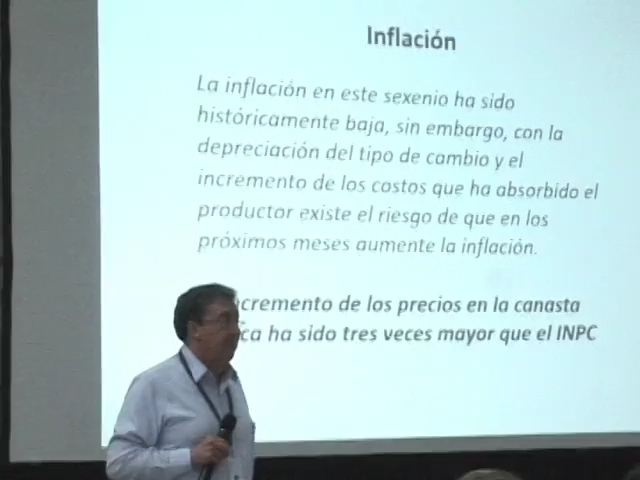 Inflación
La inflación en este sexenio ha sido
históricamente baja, sin embargo, con la
depreciación del tipo de cambio y el
incremento de los costos que ha absorbido el
productor existe el riesgo de que en los
próximos meses aumente la inflación.
cremento de los precios en la canasta
ca ha sido tres veces mayor que el INPC